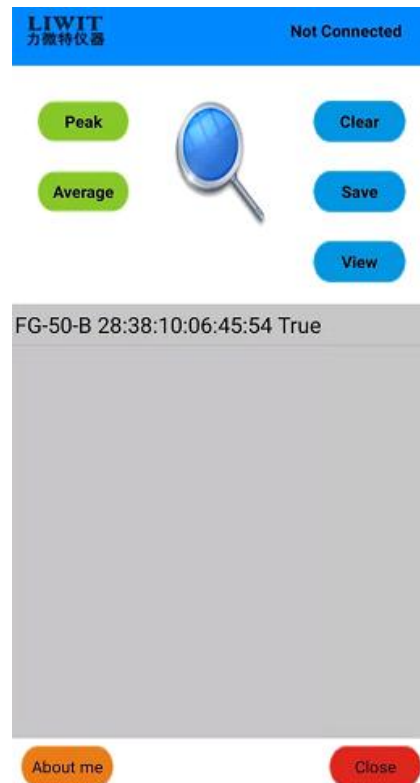 LIWIT
力微特仪器
Not Connected
Peak
Clear
Average
Save
View
FG-50-B 28:38:10:06:45:54 True
About me
Close